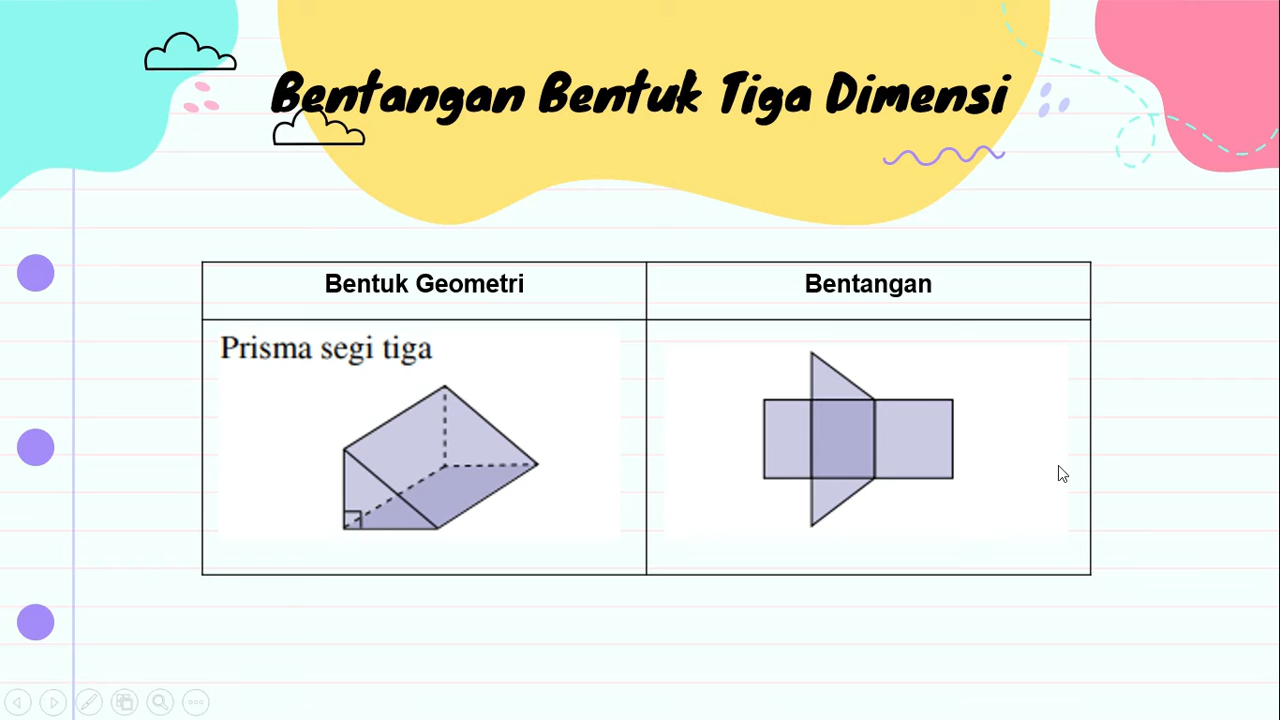 Bentangan Bentuk Tiga Dimensi
Bentuk Geometri
Bentangan
Prisma segi tiga